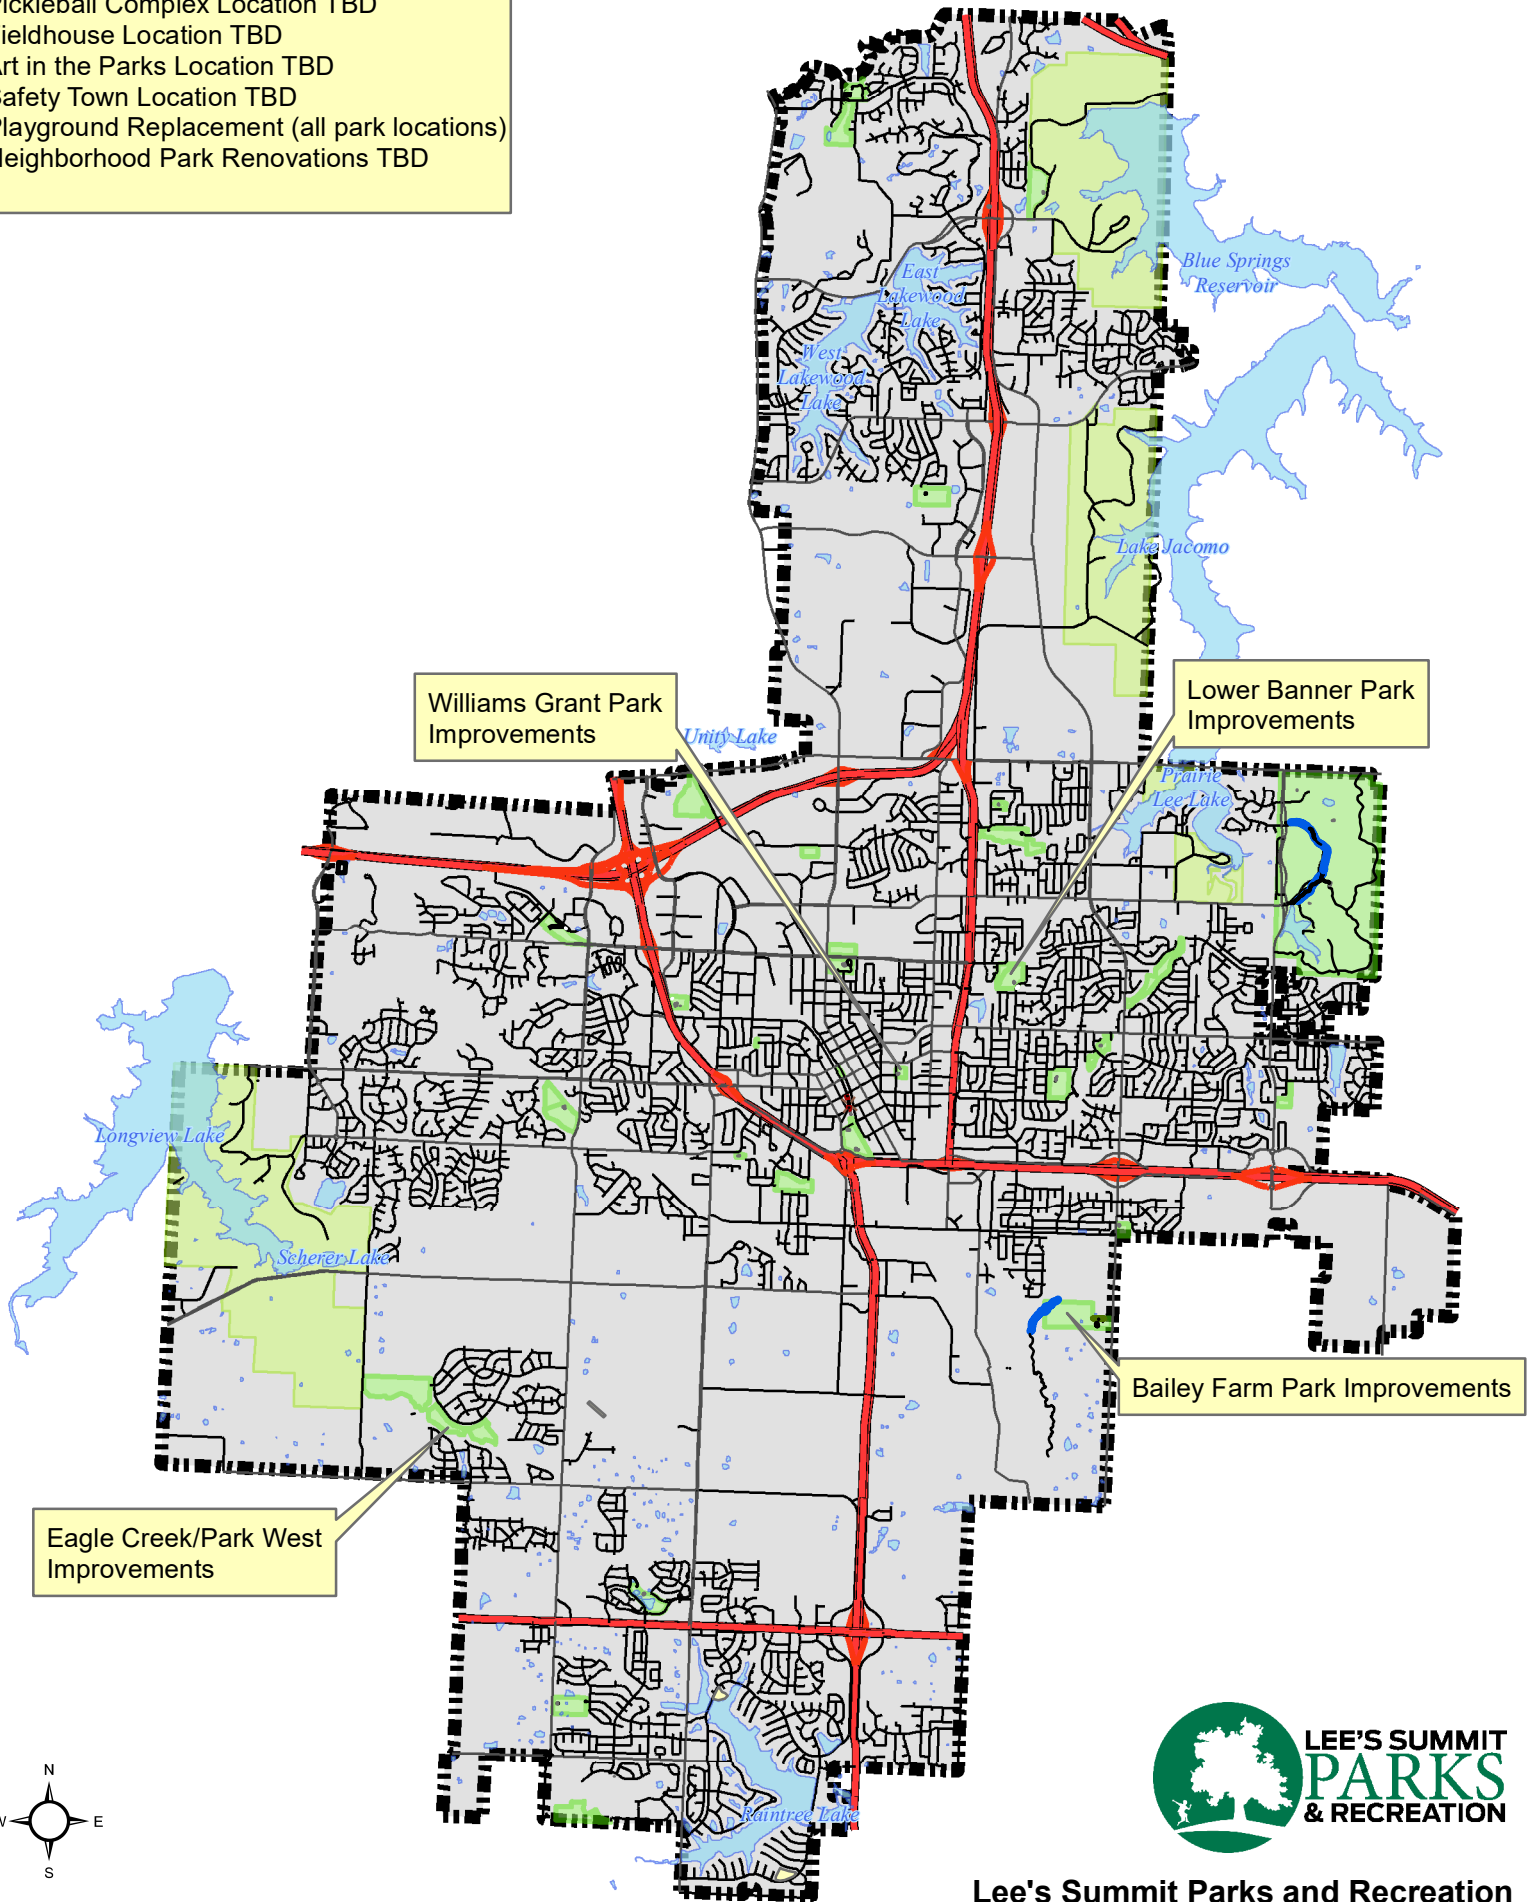 ickleball Complex Location TBD
ieldhouse Location TBD
rt in the Parks Location TBD
afety Town Location TBD
layground Replacement (all park locations)
eighborhood Park Renovations TBD
East
Lakewood
Lake
Blue Springs
Reservoir
West
Lakewood
Lake
Lake Jacomo
Williams Grant Park
Improvements
Unity Lake
Lower Banner Park
Improvements
Prairie
Lee Lake
Longview Lake
Scherer Lake
Bailey Farm Park Improvements
Eagle Creek/Park West
Improvements
Raintree Lake
N
W
E
S
LEE'S SUMMIT
PARKS
& RECREATION
Lee's Summit Parks and Recreation